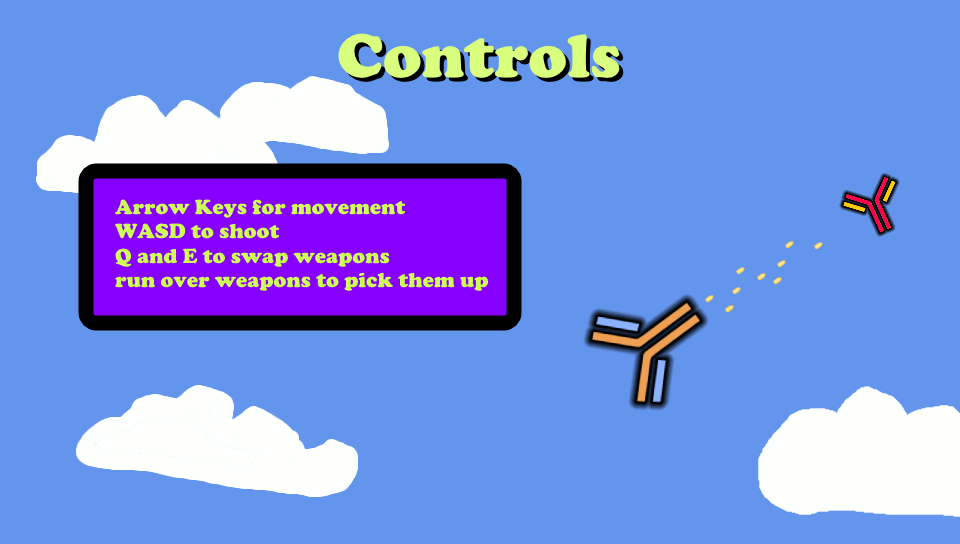 Controls
Arrow Keys for movement
WASD to shoot
Q and E to swap weapons
run over weapons to pick them up